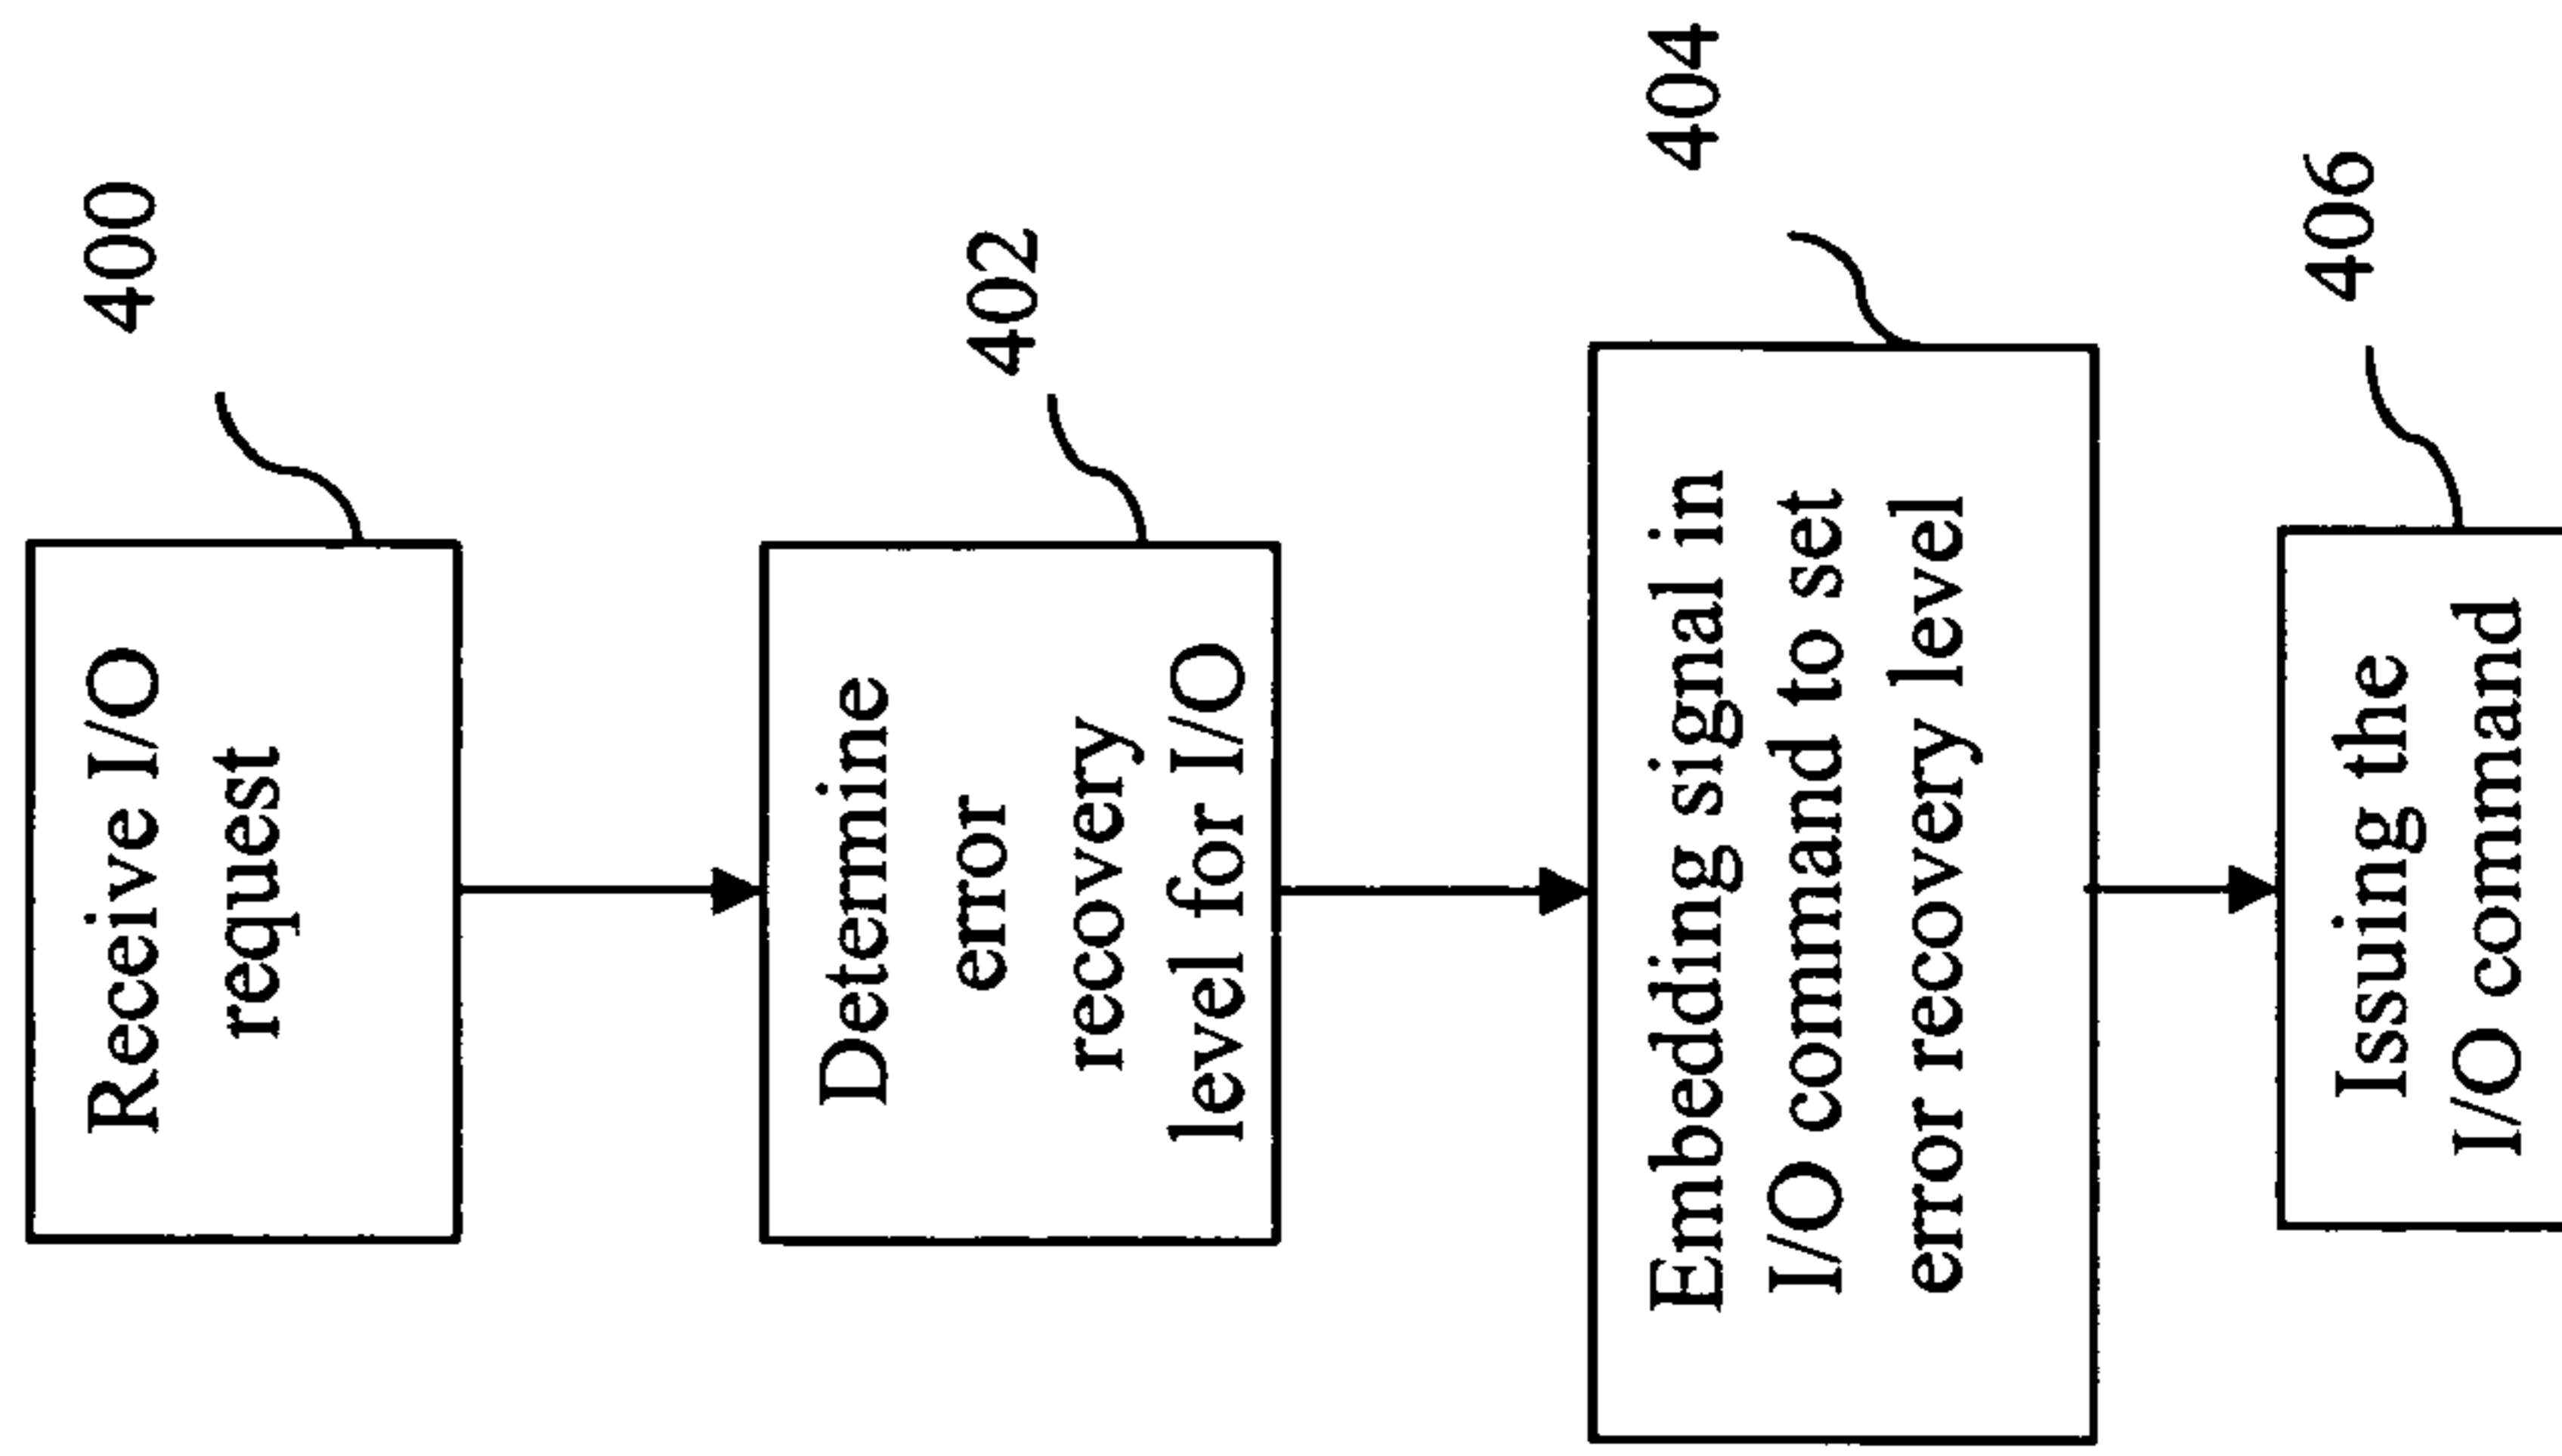 400
Receive I/O
request
402
Determine
error
recovery
level for I/O
404
Embedding signal in
I/O command to set
error recovery level
406
Issuing the
I/O command